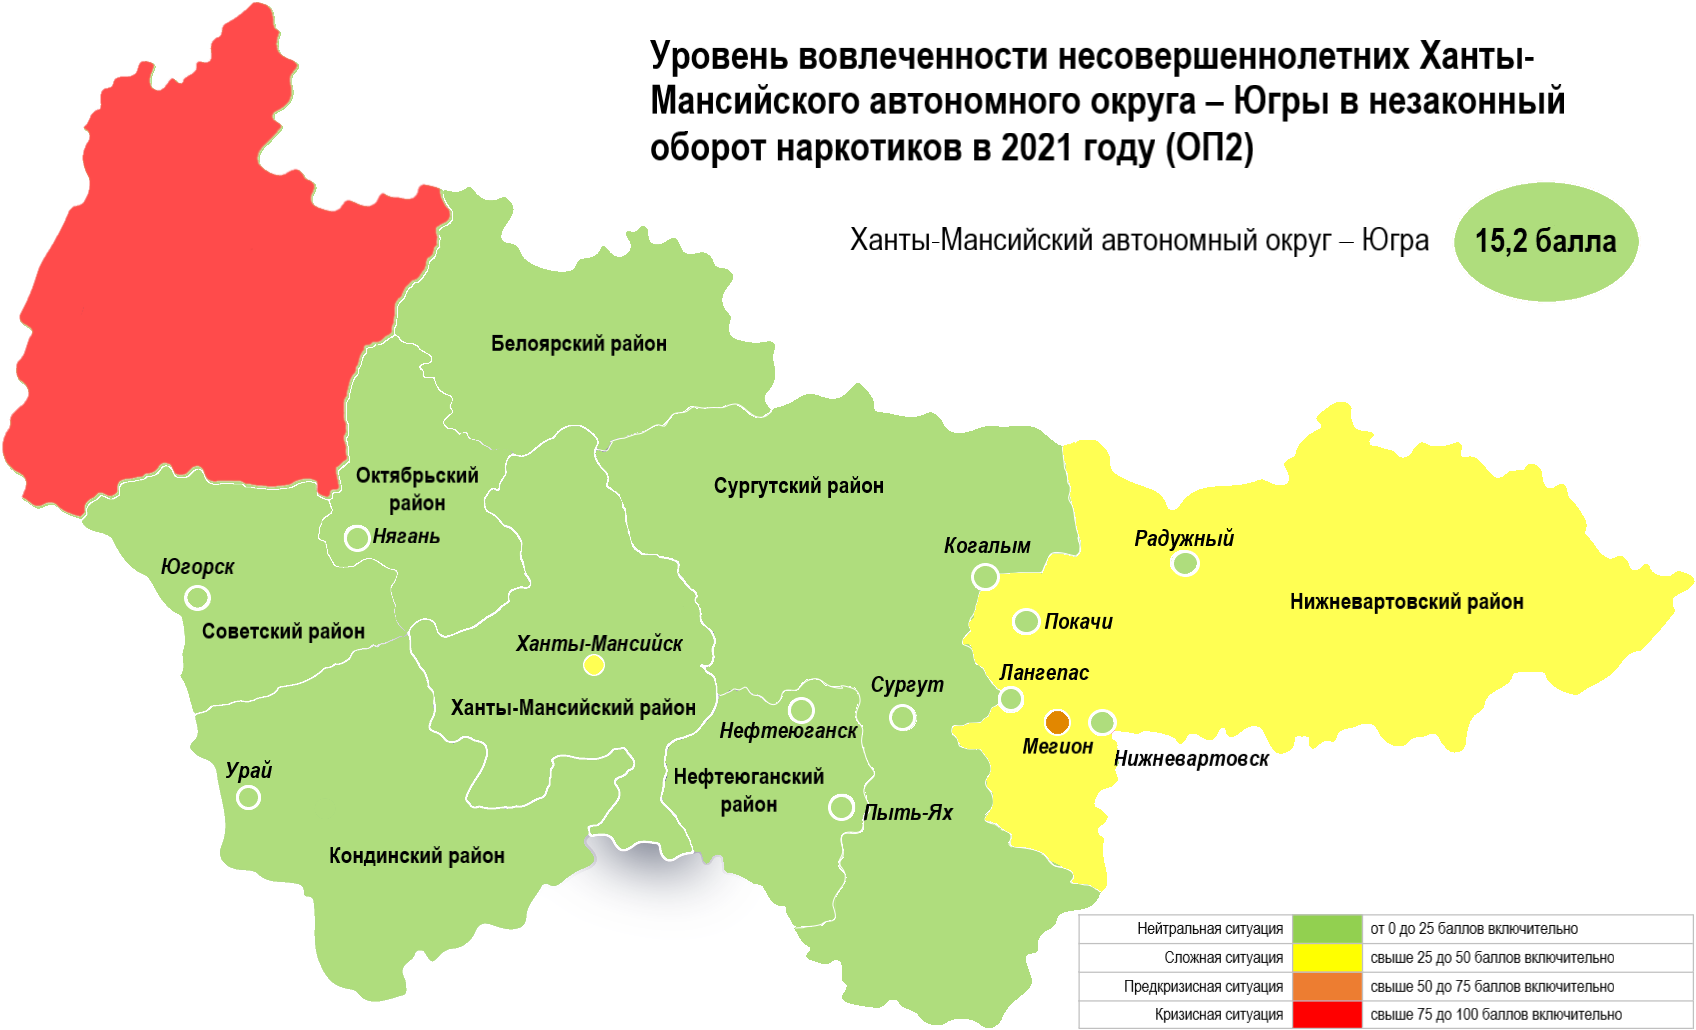 Уровень вовлеченности несовершеннолетних Ханты-
Мансийского автономного округа – Югры в незаконный
оборот наркотиков в 2021 году (ОП2)
Ханты-Мансийский автономный округ – Югра
15,2 балла
Белоярский район
Октябрьский
район
Нягань
Сургутский район
Когалым
Радужный
Нижневартовский район
Югорск
Советский район
Покачи
Ханты-Мансийск
Лангепас
Сургут
Ханты-Мансийский район
Нефтеюганск
Мегион
Нижневартовск
Урай
Нефтеюганский
район
Пыть-Ях
Кондинский район
Нейтральная ситуация от 0 до 25 баллов включительно
Сложная ситуация свыше 25 до 50 баллов включительно
Предкризисная ситуация свыше 50 до 75 баллов включительно
Кризисная ситуация свыше 75 до 100 баллов включительно